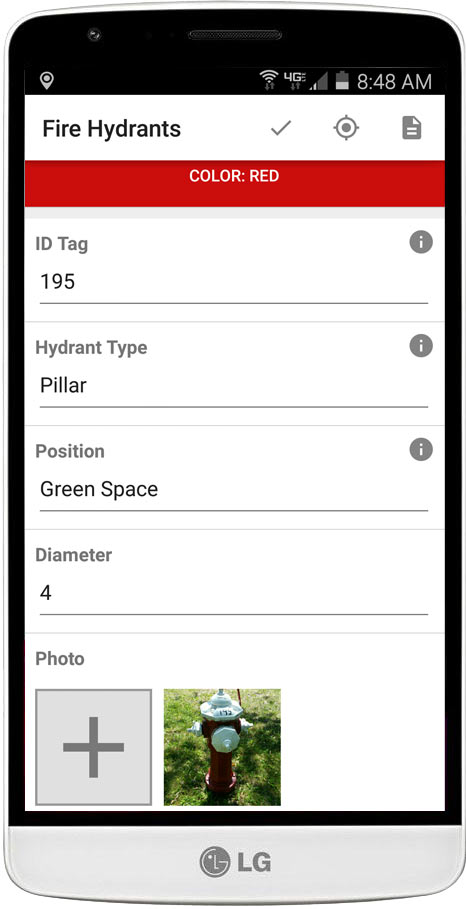 4GE 8:48 AM
Fire Hydrants
COLOR: RED
ID Tag
195
Hydrant Type
Pillar
Position
Green Space
Diameter
4
Photo
LG